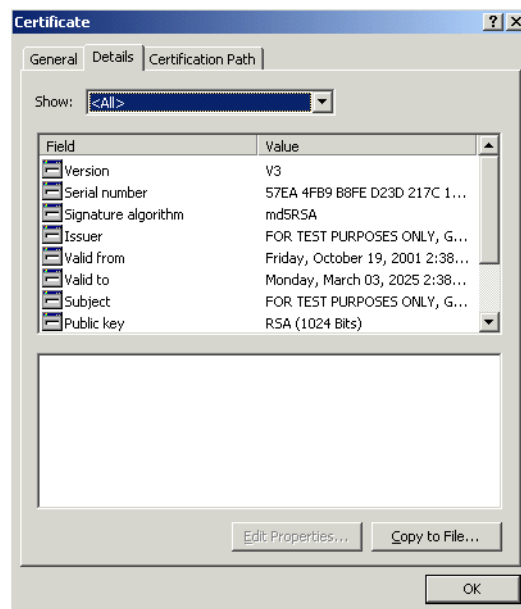 Certificate
General Details Certification Path
Show: <All>
Field Value
Version V3
Serial number 57EA 4FB9 B8FE D23D 217C 1...
Signature algorithm md5RSA
Issuer FOR TEST PURPOSES ONLY, G...
Valid from Friday, October 19, 2001 2:38...
Valid to Monday, March 03, 2025 2:38...
Subject FOR TEST PURPOSES ONLY, G...
Public key RSA (1024 Bits)
Edit Properties... Copy to File...
OK